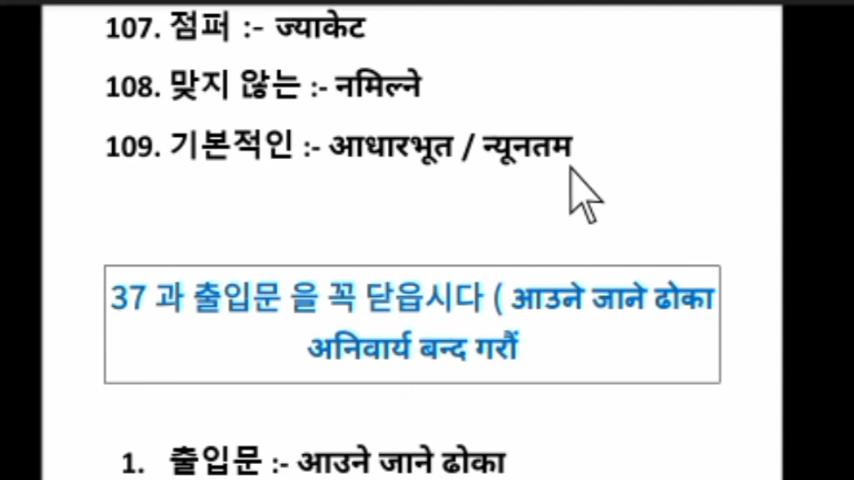 107. 점퍼 :- ज्याकेट
108. 맞지 않는 :- नमिल्ने
109. 기본적인 :- आधारभूत / न्यूनतम
37 과 출입문 을 꼭 닫읍시다 ( आउने जाने ढोका
अनिवार्य बन्द गरौं
1. 출입문 :- आउने जाने ढोका